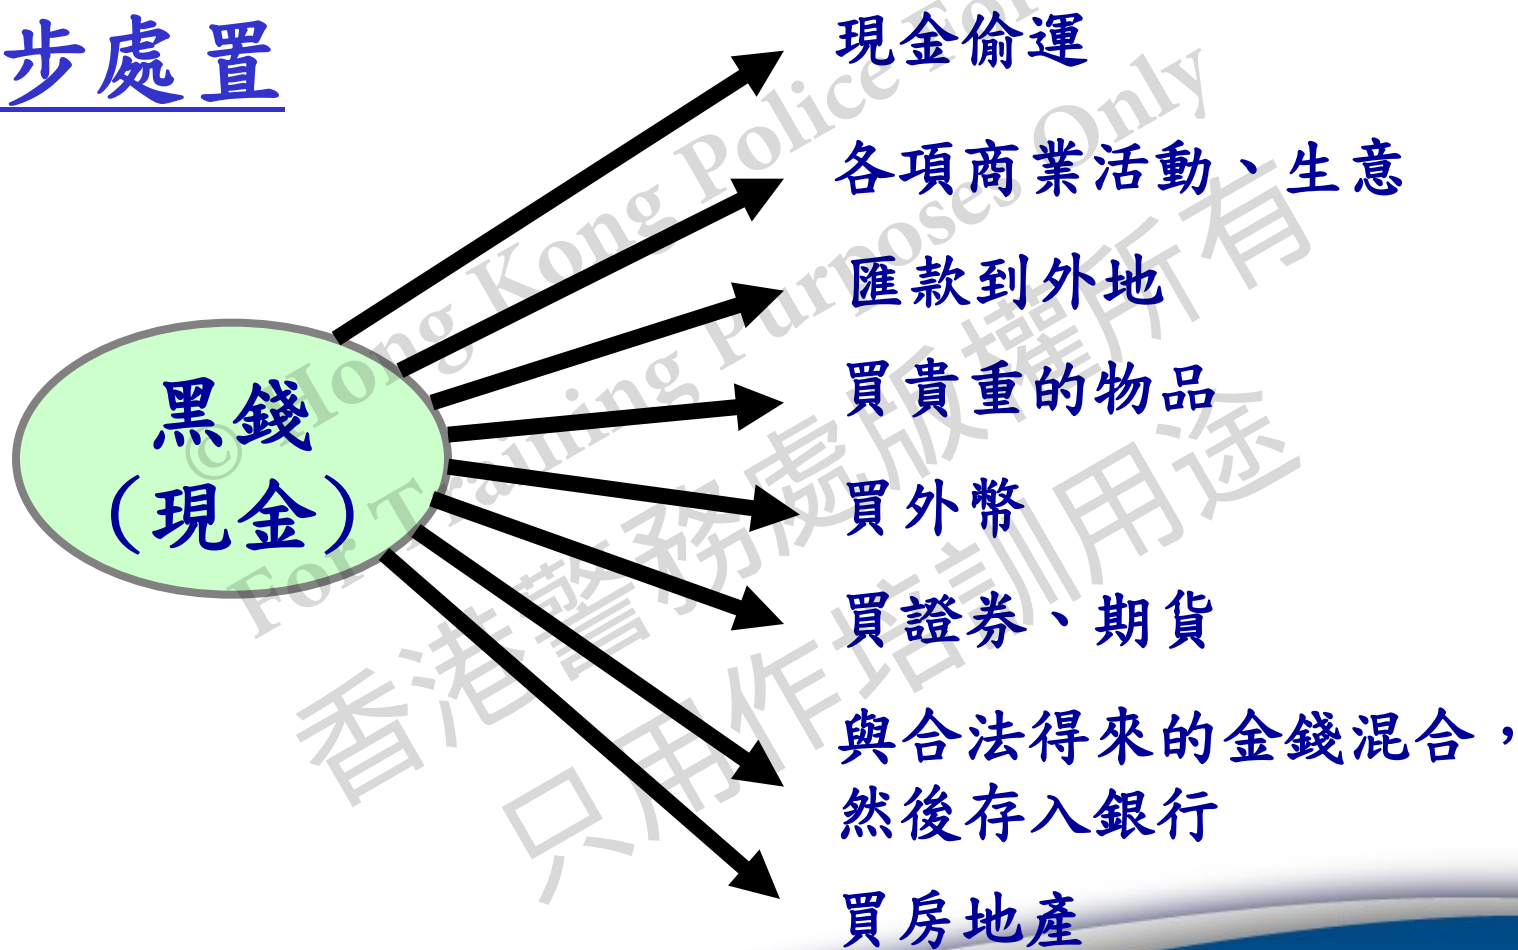 步處置
現金偷運
各項商業活動、生意
匯款到外地
買貴重的物品
黑錢
(現金)
買外幣
買證券、期貨
與合法得來的金錢混合，
然後存入銀行
買房地產
© Hong Kong Police For
For Training Purposes Only
香港警務處版權所有
只用作培訓用途